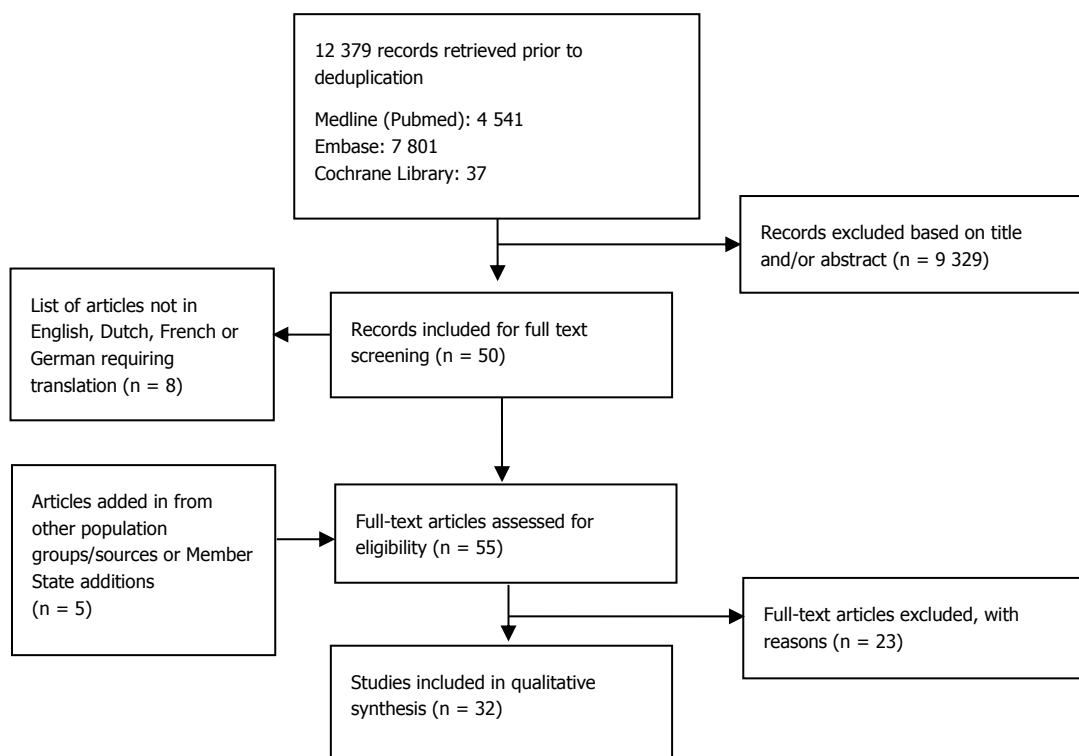 12 379 records retrieved prior to
deduplication
Medline (Pubmed): 4 541
Embase: 7 801
Cochrane Library: 37
Records excluded based on title
and/or abstract (n = 9 329)
List of articles not in
English, Dutch, French or
German requiring
translation (n = 8)
Records included for full text
screening (n = 50)
Articles added in from
other population
groups/sources or Member
State additions
(n = 5)
Full-text articles assessed for
eligibility (n = 55)
Full-text articles excluded, with
reasons (n = 23)
Studies included in qualitative
synthesis (n = 32)